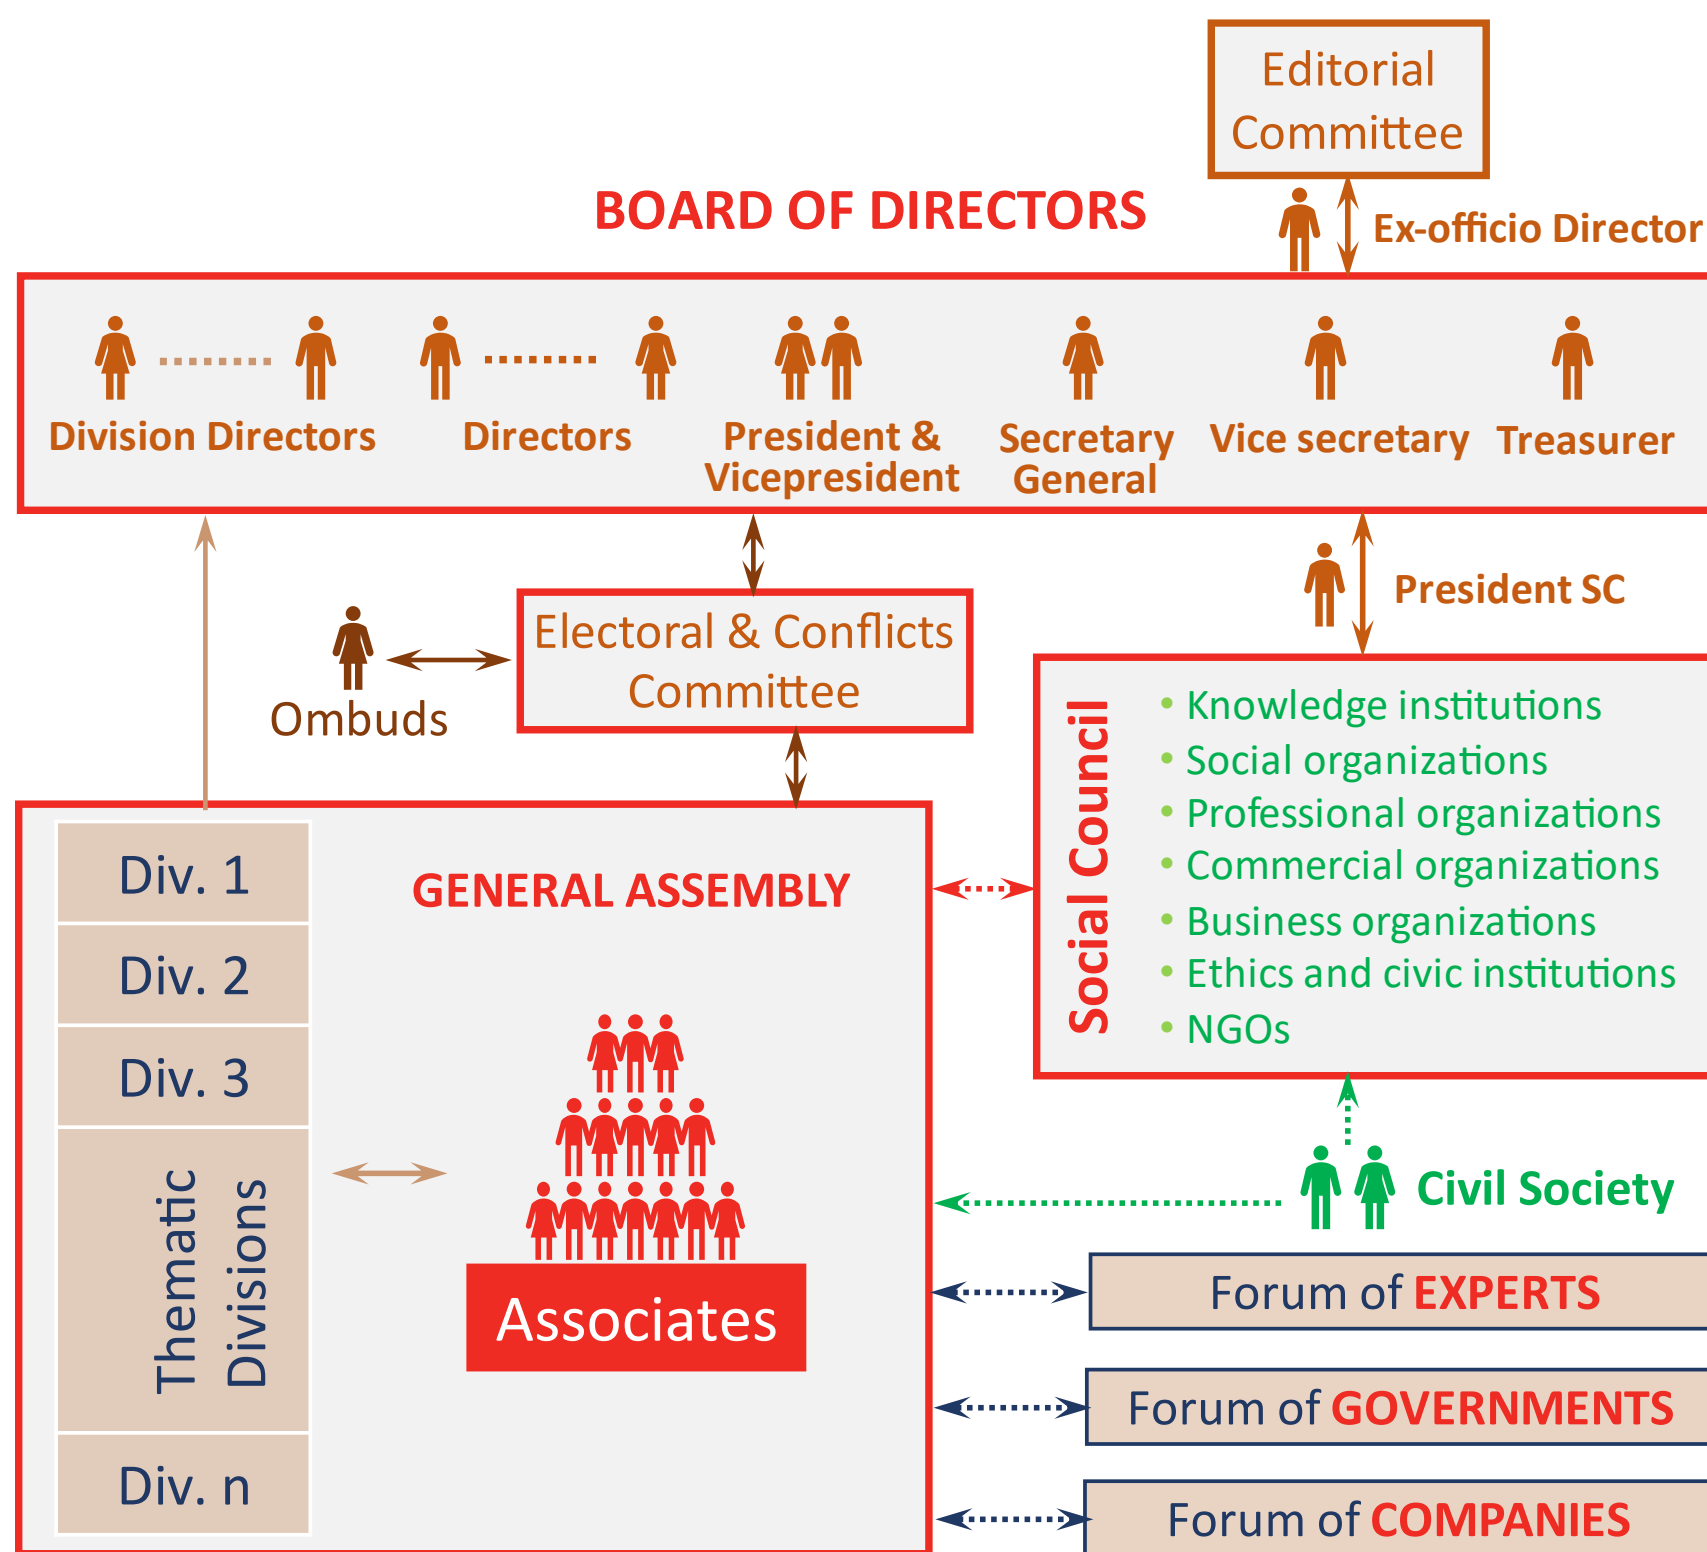 Editorial
Committee
BOARD OF DIRECTORS
Ex-officio Director
Division Directors
Directors
President &
Vicepresident
Secretary
General
Vice secretary
Treasurer
President SC
Ombuds
Electoral & Conflicts
Committee
Social Council
• Knowledge institutions
• Social organizations
• Professional organizations
• Commercial organizations
• Business organizations
• Ethics and civic institutions
• NGOs
GENERAL ASSEMBLY
Div. 1
Div. 2
Div. 3
Thematic
Divisions
Div. n
Associates
Civil Society
Forum of EXPERTS
Forum of GOVERNMENTS
Forum of COMPANIES